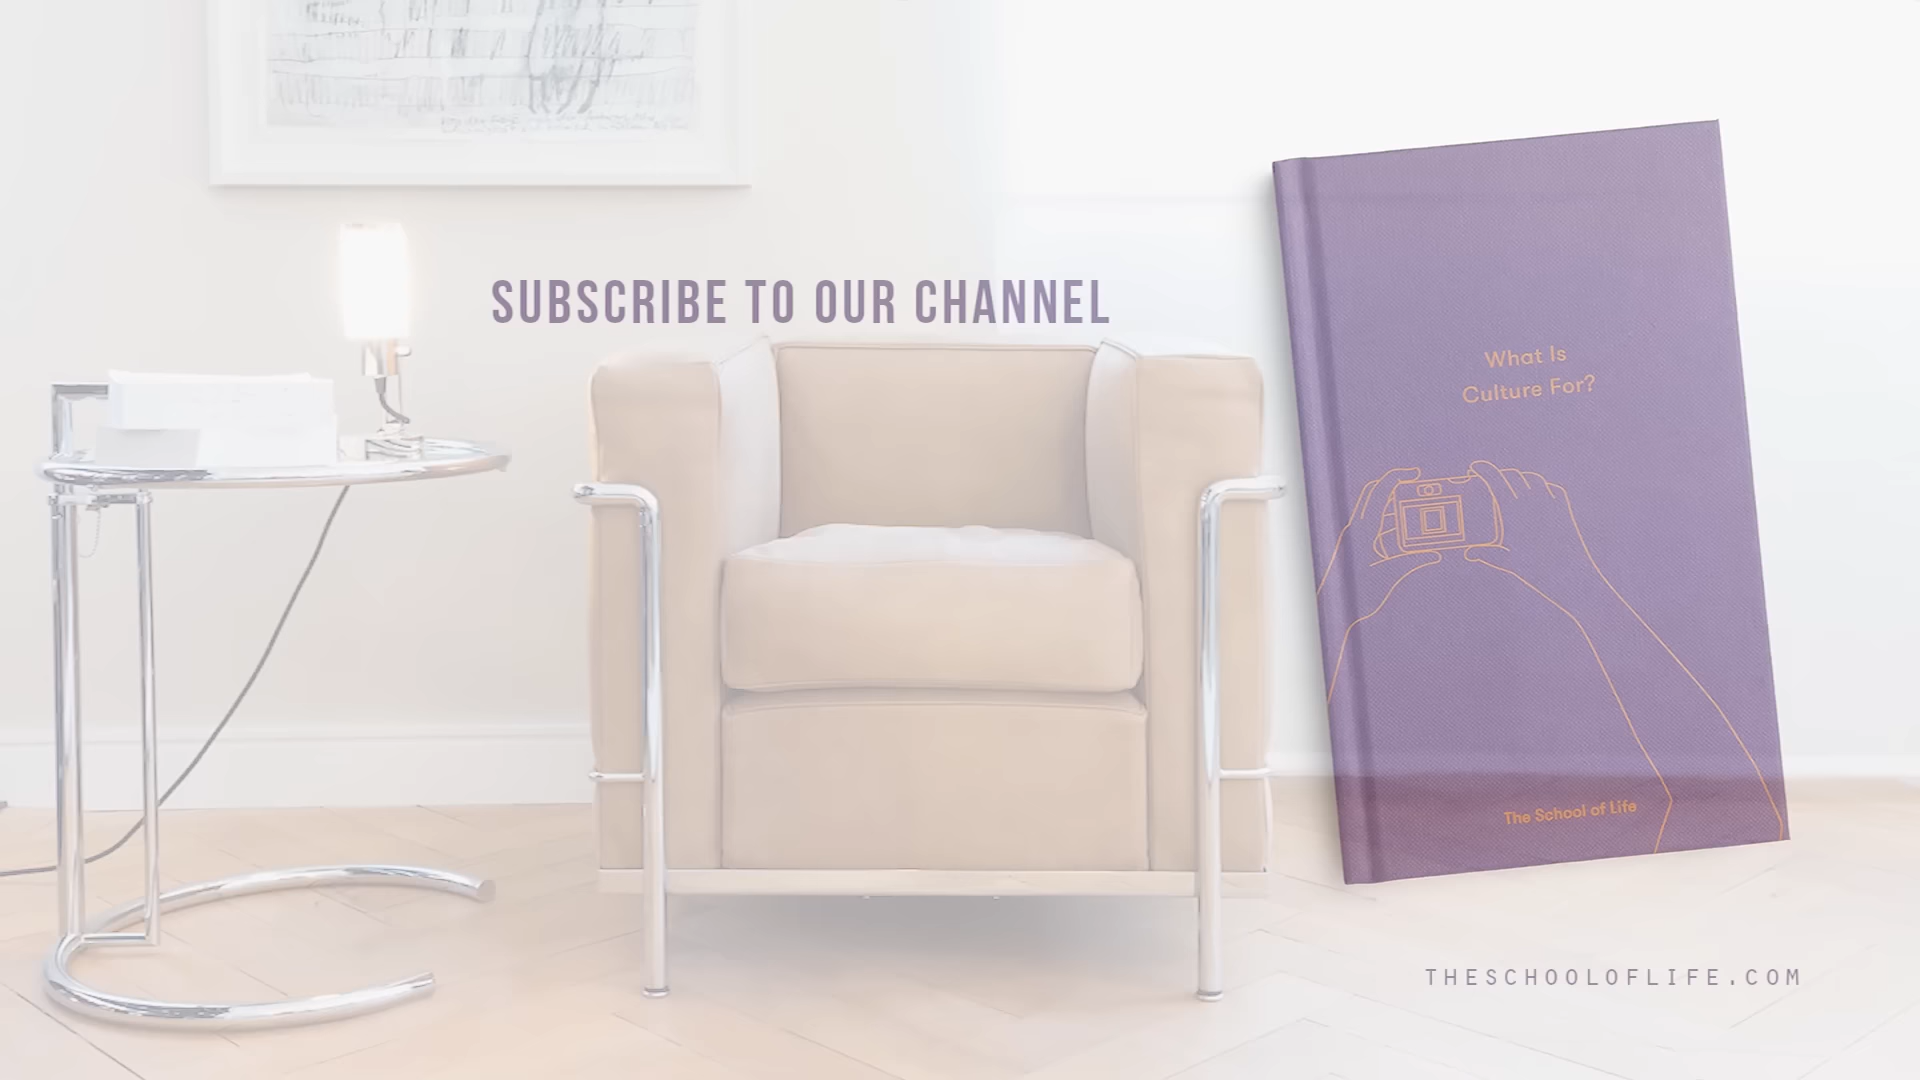 SUBSCRIBE TO OUR CHANNEL
What Is
Culture For?
The School of Life
THESCHOOLOFLIFE.COM